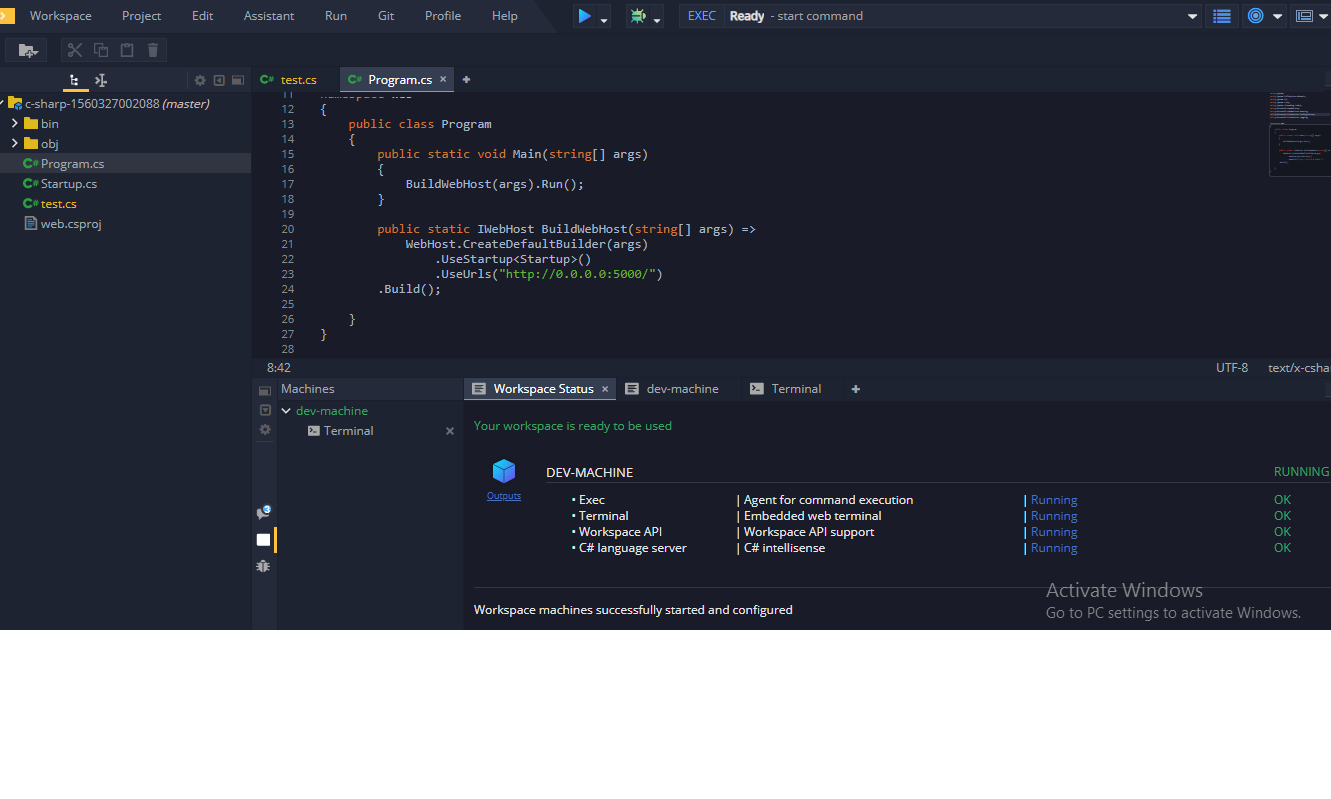 Workspace Project Edit Assistant Run Git Profile Help EXEC Ready - start command
C# test.cs C# Program.cs × +
c-sharp-1560327002088 (master)
bin
obj
C# Program.cs
C# Startup.cs
C# test.cs
web.csproj
11
12 {
13 public class Program
14 {
15 public static void Main(string[] args)
16 {
17 BuildWebHost(args).Run();
18 }
19
20 public static IWebHost BuildWebHost(string[] args) =>
21 WebHost.CreateDefaultBuilder(args)
22 .UseStartup<Startup>()
23 .UseUrls("http://0.0.0.0:5000/")
24 .Build();
25
26 }
27 }
28
8:42 UTF-8 text/x-cshar
Machines
dev-machine
Terminal ×
3
Workspace Status × dev-machine Terminal +
Your workspace is ready to be used
Outputs
DEV-MACHINE RUNNING
• Exec | Agent for command execution | Running OK
• Terminal | Embedded web terminal | Running OK
• Workspace API | Workspace API support | Running OK
• C# language server | C# intellisense | Running OK
Workspace machines successfully started and configured
Activate Windows
Go to PC settings to activate Windows.